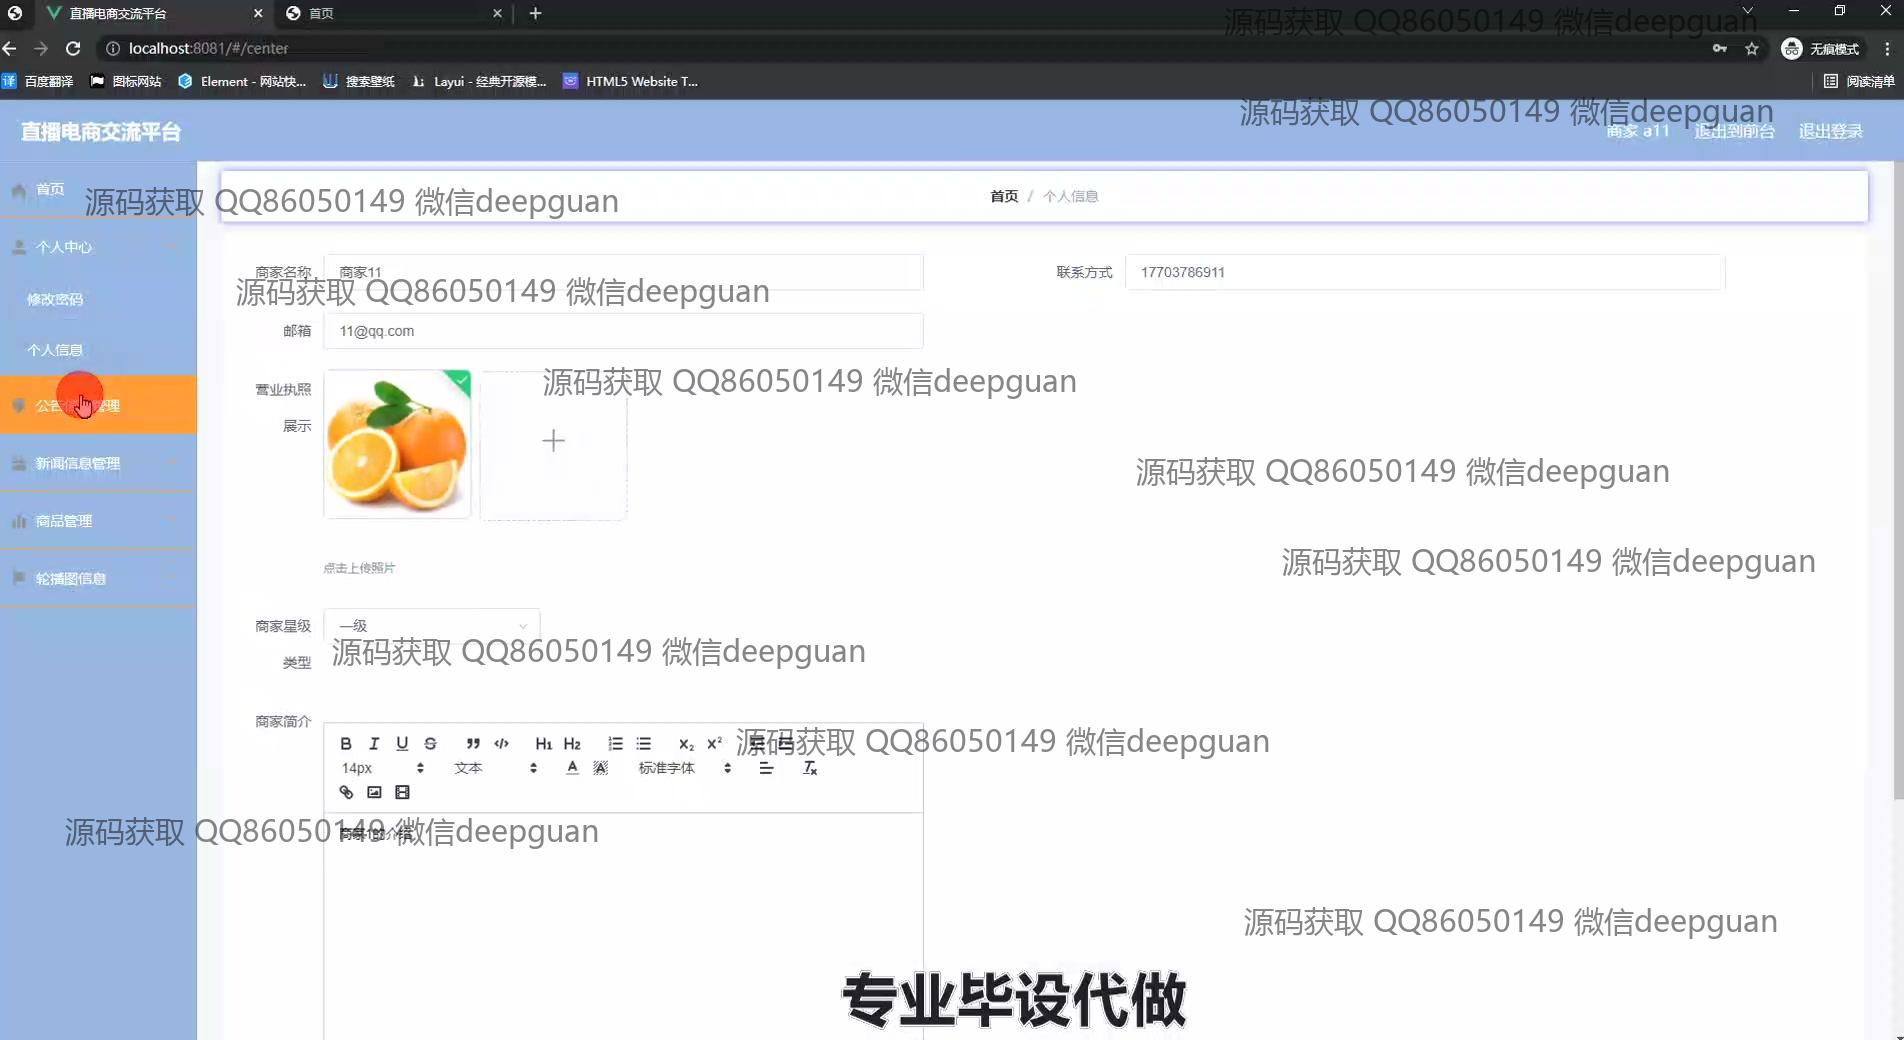 直播电商交流平台
首页
localhost:8081/#/center
无痕模式
百度翻译
图标网站
Element - 网站快...
搜索壁纸
Layui - 经典开源模...
HTML5 Website T...
阅读清单
源码获取 QQ86050149 微信deepguan
源码获取 QQ86050149 微信deepguan
直播电商交流平台
商家 a11
退出到前台
退出登录
首页
源码获取 QQ86050149 微信deepguan
首页 / 个人信息
个人中心
修改密码
个人信息
公告信息管理
新闻信息管理
商品管理
轮播图信息
商家名称
商家11
联系方式
17703786911
源码获取 QQ86050149 微信deepguan
邮箱
11@qq.com
营业执照
展示
源码获取 QQ86050149 微信deepguan
源码获取 QQ86050149 微信deepguan
点击上传照片
源码获取 QQ86050149 微信deepguan
商家星级
类型
一级
源码获取 QQ86050149 微信deepguan
商家简介
B I U S H1 H2 X2 X2
源码获取 QQ86050149 微信deepguan
14px
文本
A A
标准字体
源码获取 QQ86050149 微信deepguan
源码获取 QQ86050149 微信deepguan
专业毕设代做